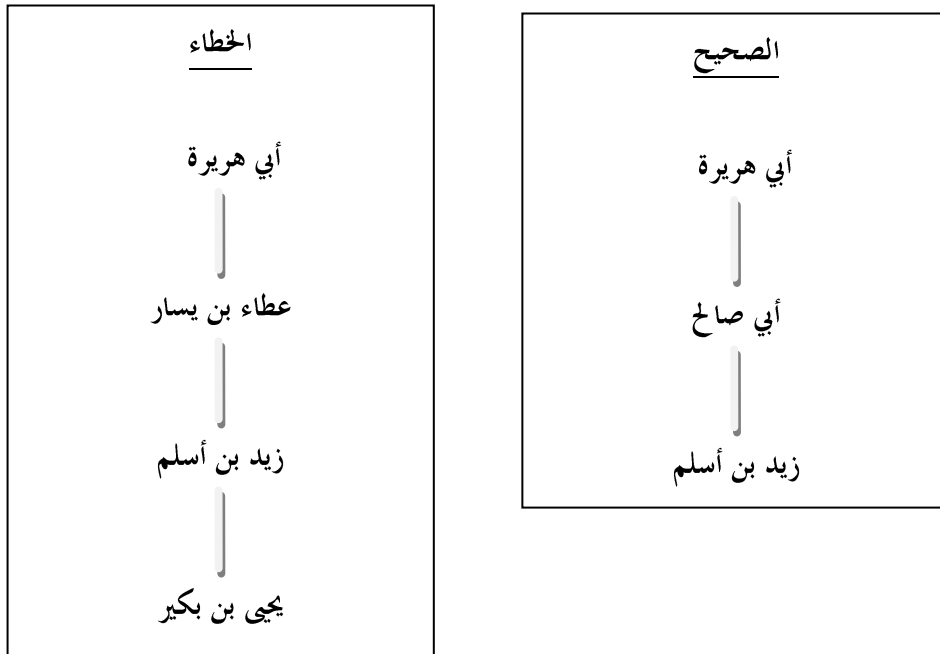 الصحيح
أبي هريرة
أبي صالح
زيد بن أسلم
الخطاء
أبي هريرة
عطاء بن يسار
زيد بن أسلم
يحيى بن بكير